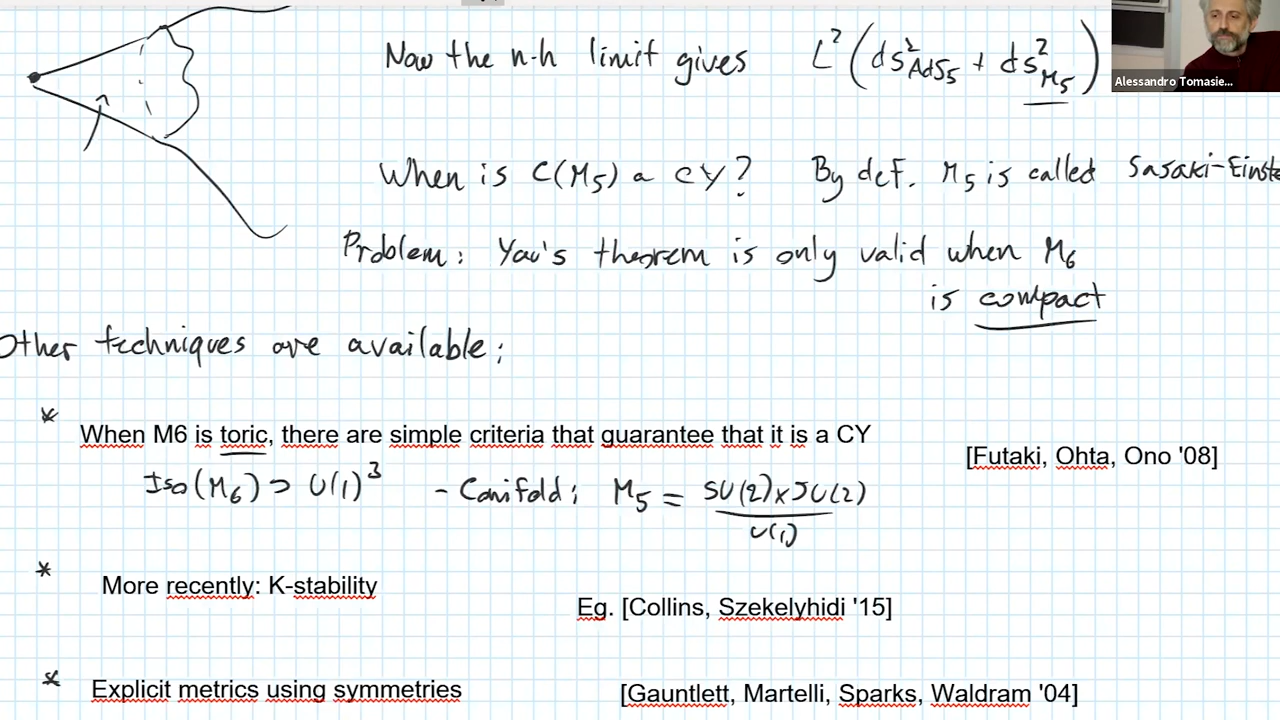 Now the n-h limit gives L²(ds²_AdS₅ + ds²_M₅)
When is C(M₅) a CY? By def. M₅ is called Sasaki-Einste
Problem: Yau's theorem is only valid when M₆
is compact
Other techniques are available:
* When M6 is toric, there are simple criteria that guarantee that it is a CY
[Futaki, Ohta, Ono '08]
Iso(M₆) ⊃ U(1)³ - Conifold: M₅ = SU(2)×SU(2)
U(1)
* More recently: K-stability
Eg. [Collins, Szekelyhidi '15]
* Explicit metrics using symmetries [Gauntlett, Martelli, Sparks, Waldram '04]
Alessandro Tomasie...